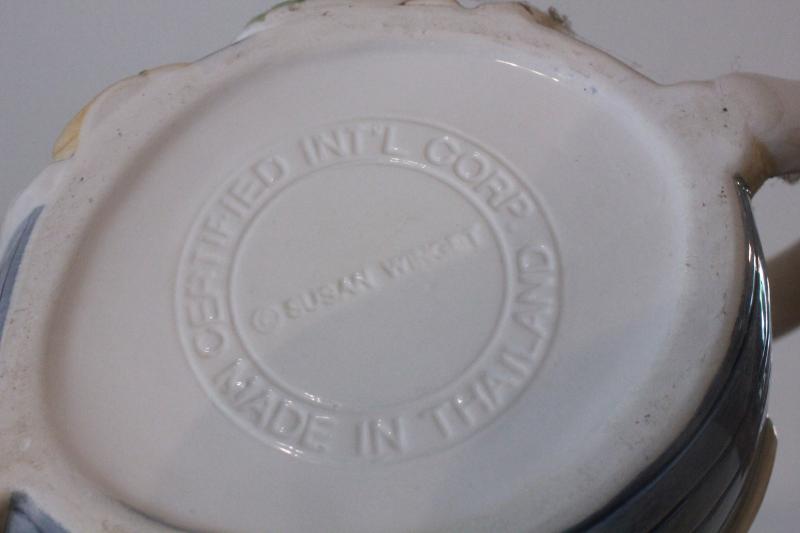 CERTIFIED INT'L CORP.
MADE IN THAILAND
© SUSAN WINGET